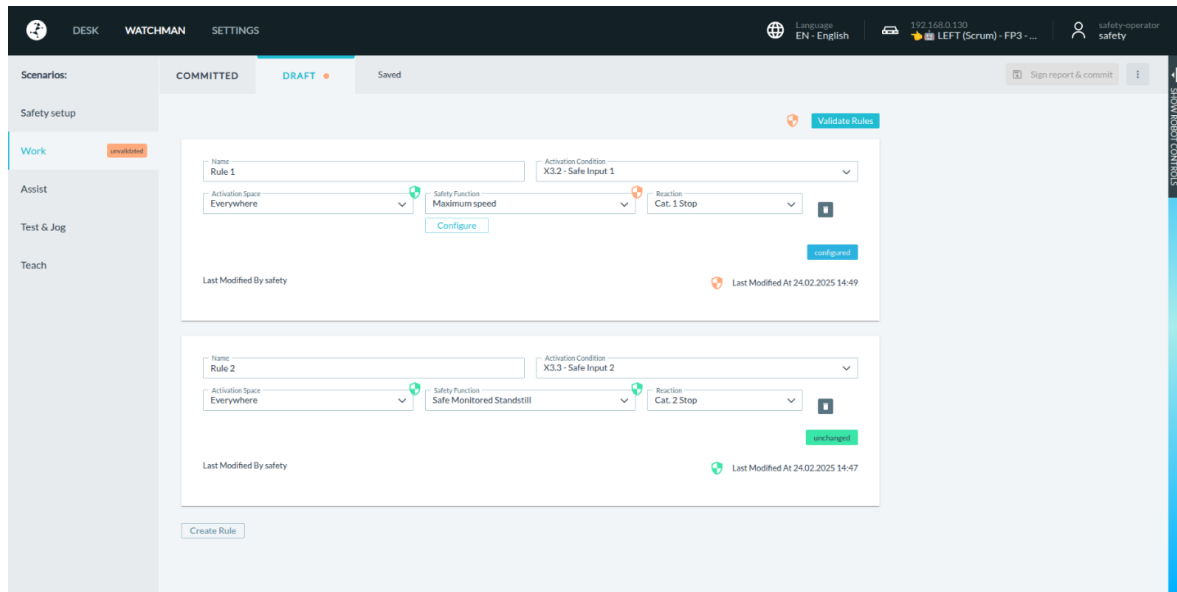 DESK WATCHMAN SETTINGS
Language
EN - English
192.168.0.130
👈🤖 LEFT (Scrum) - FP3 - ...
safety-operator
safety
Scenarios:
COMMITTED DRAFT Saved
Sign report & commit
SHOW ROBOT CONTROLS
Safety setup
Work unvalidated
Assist
Test & Jog
Teach
Validate Rules
Name
Rule 1
Activation Condition
X3.2 - Safe Input 1
Activation Space
Everywhere
Safety Function
Maximum speed
Reaction
Cat. 1 Stop
Configure
configured
Last Modified By safety
Last Modified At 24.02.2025 14:49
Name
Rule 2
Activation Condition
X3.3 - Safe Input 2
Activation Space
Everywhere
Safety Function
Safe Monitored Standstill
Reaction
Cat. 2 Stop
unchanged
Last Modified By safety
Last Modified At 24.02.2025 14:47
Create Rule